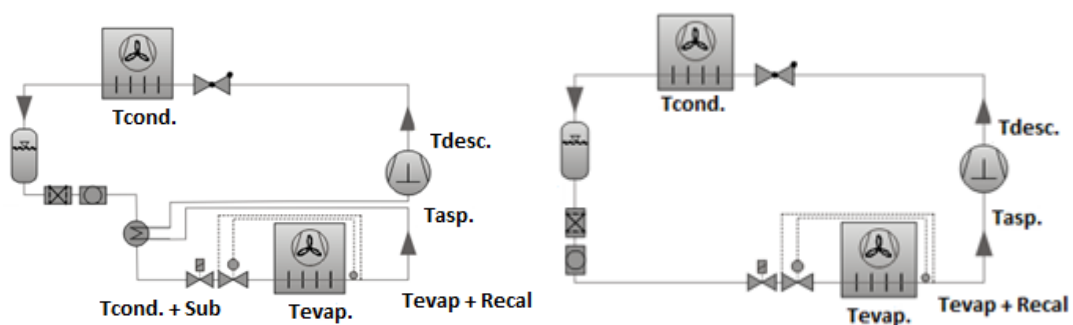 Tcond.
Tdesc.
Tasp.
Tcond. + Sub
Tevap.
Tevap + Recal
Tcond.
Tdesc.
Tasp.
Tevap.
Tevap + Recal